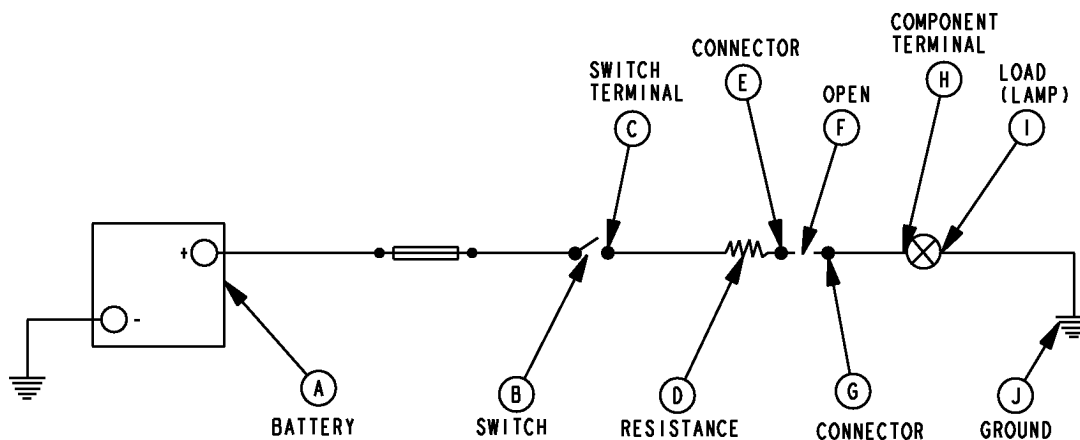 COMPONENT
TERMINAL
H
CONNECTOR
E
LOAD
(LAMP)
I
SWITCH
TERMINAL
C
OPEN
F
+
-
A
BATTERY
B
SWITCH
D
RESISTANCE
G
CONNECTOR
J
GROUND